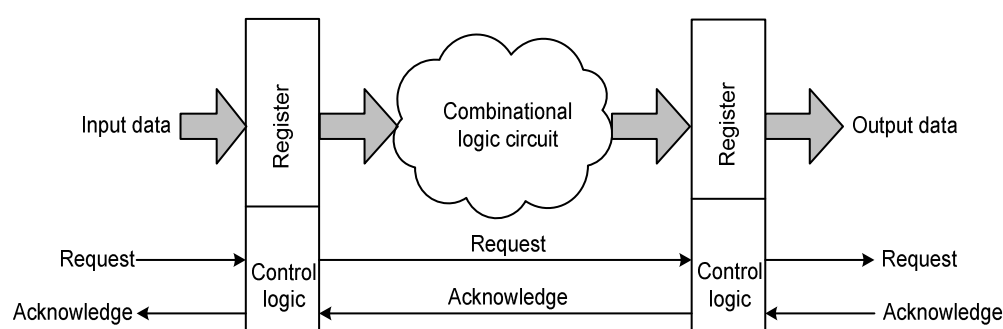 Input data
Register
Combinational
logic circuit
Register
Output data
Request
Control
logic
Request
Control
logic
Request
Acknowledge
Acknowledge
Acknowledge